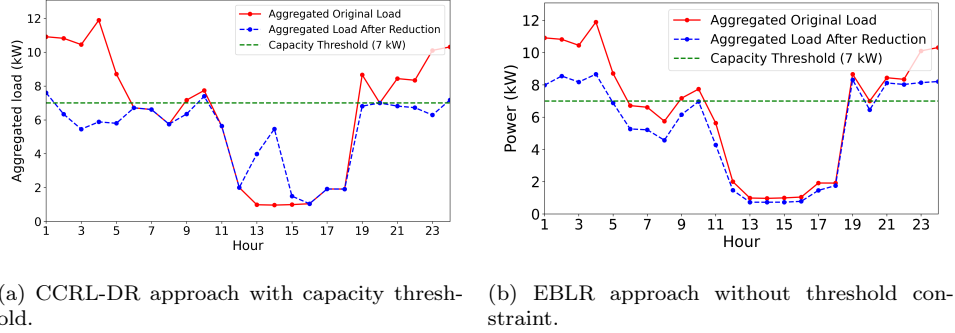 Aggregated Original Load
Aggregated Load After Reduction
Capacity Threshold (7 kW)
Aggregated load (kW)
12
10
8
6
4
2
0
1 3 5 7 9 11 13 15 17 19 21 23
Hour
(a) CCRL-DR approach with capacity thresh-
old.
Aggregated Original Load
Aggregated Load After Reduction
Capacity Threshold (7 kW)
Power (kW)
12
10
8
6
4
2
0
1 3 5 7 9 11 13 15 17 19 21 23
Hour
(b) EBLR approach without threshold con-
straint.